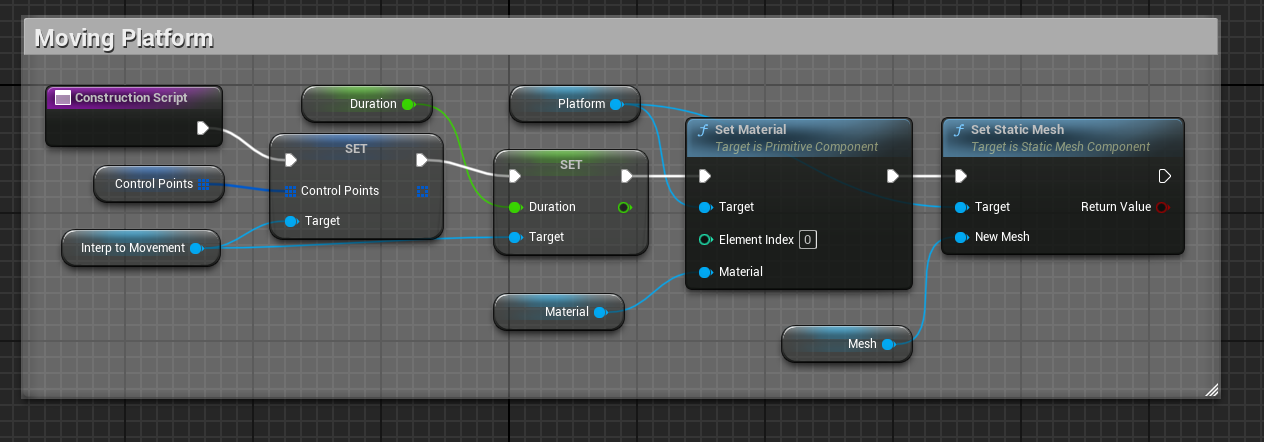 Moving Platform
Construction Script
Duration
Platform
SET
Control Points
Target
Control Points
Interp to Movement
SET
Duration
Target
Material
Set Material
Target is Primitive Component
Target
Element Index 0
Material
Mesh
Set Static Mesh
Target is Static Mesh Component
Target
Return Value
New Mesh